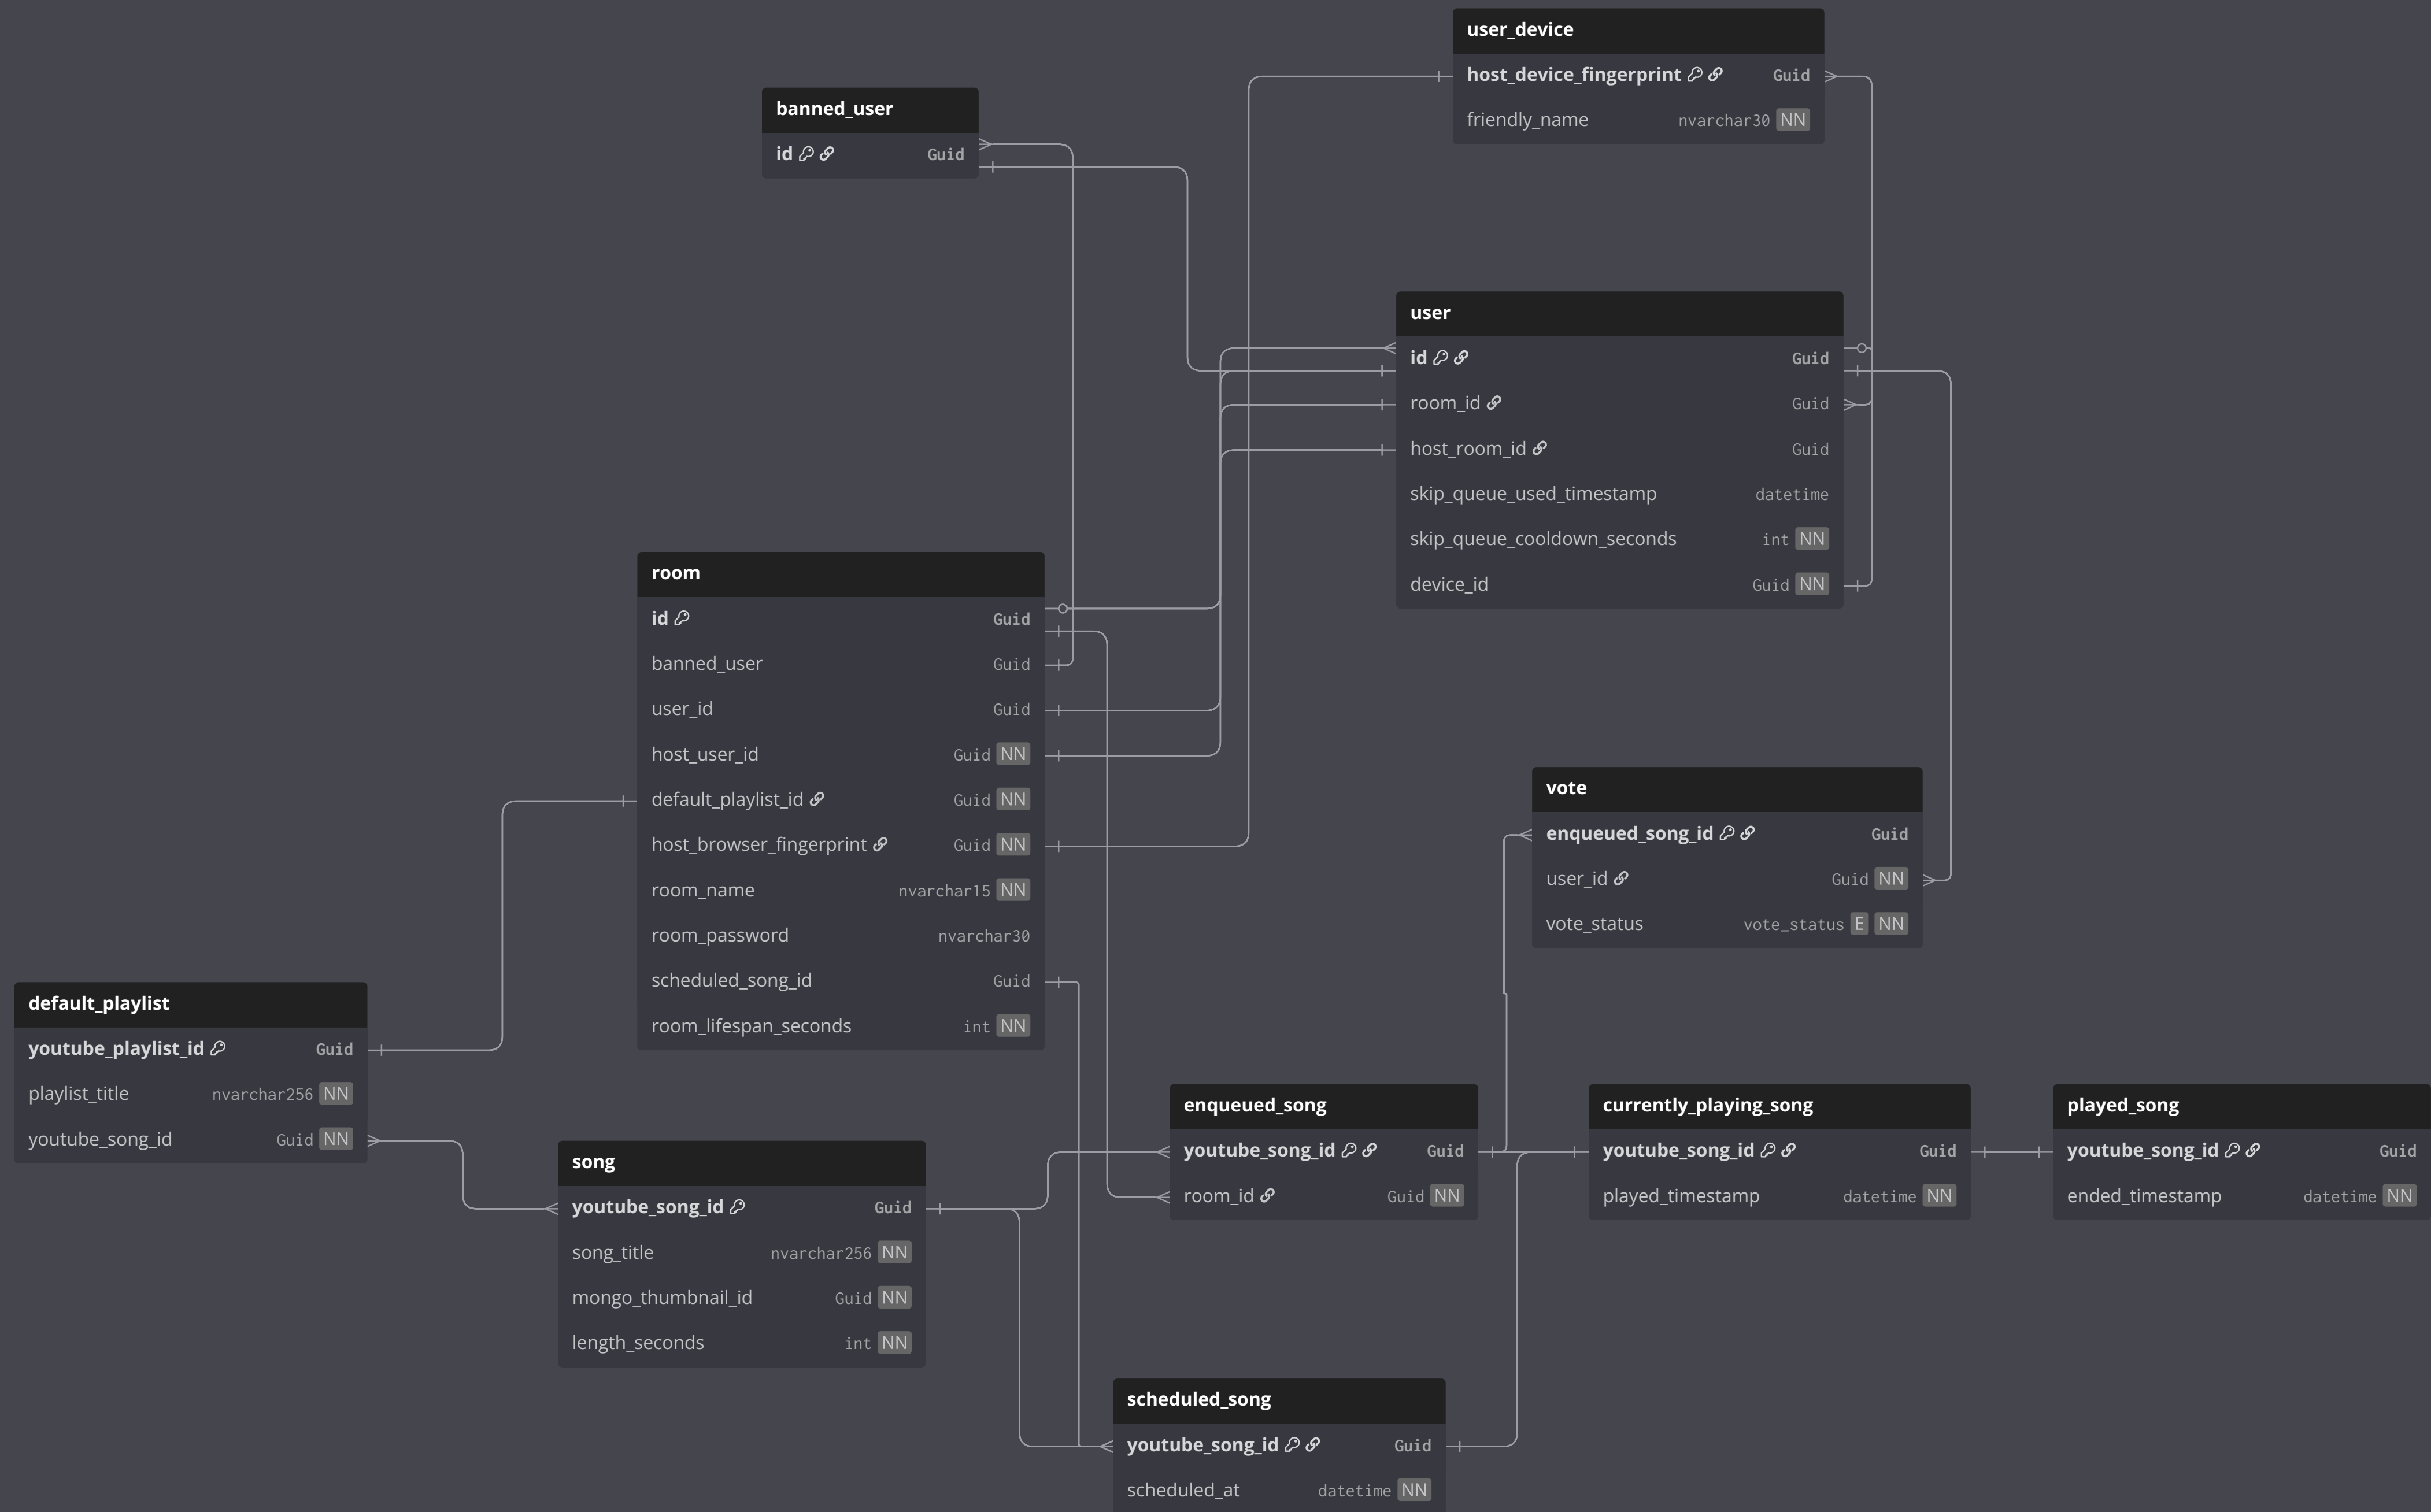 user_device
host_device_fingerprint Guid
friendly_name nvarchar30 NN
banned_user
id Guid
user
id Guid
room_id Guid
host_room_id Guid
skip_queue_used_timestamp datetime
skip_queue_cooldown_seconds int NN
device_id Guid NN
room
id Guid
banned_user Guid
user_id Guid
host_user_id Guid NN
default_playlist_id Guid NN
host_browser_fingerprint Guid NN
room_name nvarchar15 NN
room_password nvarchar30
scheduled_song_id Guid
room_lifespan_seconds int NN
vote
enqueued_song_id Guid
user_id Guid NN
vote_status vote_status E NN
default_playlist
youtube_playlist_id Guid
playlist_title nvarchar256 NN
youtube_song_id Guid NN
song
youtube_song_id Guid
song_title nvarchar256 NN
mongo_thumbnail_id Guid NN
length_seconds int NN
enqueued_song
youtube_song_id Guid
room_id Guid NN
currently_playing_song
youtube_song_id Guid
played_timestamp datetime NN
played_song
youtube_song_id Guid
ended_timestamp datetime NN
scheduled_song
youtube_song_id Guid
scheduled_at datetime NN